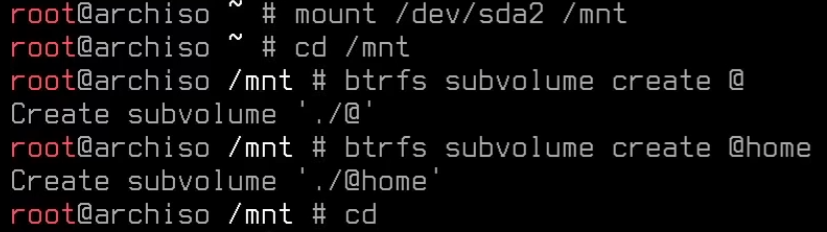 root@archiso ~ # mount /dev/sda2 /mnt
root@archiso ~ # cd /mnt
root@archiso /mnt # btrfs subvolume create @
Create subvolume './@'
root@archiso /mnt # btrfs subvolume create @home
Create subvolume './@home'
root@archiso /mnt # cd